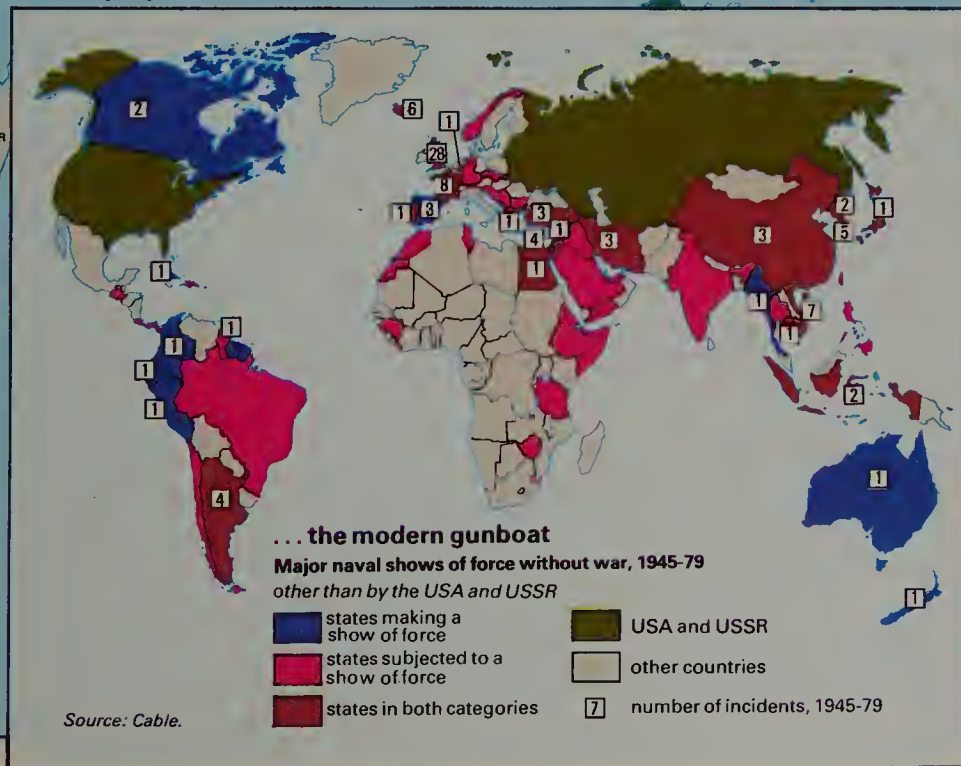 R
2
6
1
28
8
1
3
1
3
1
4
1
3
3
2
1
5
1
7
1
2
1
1
1
1
1
4
1
1
... the modern gunboat
Major naval shows of force without war, 1945-79
other than by the USA and USSR
states making a
show of force
USA and USSR
states subjected to a
show of force
other countries
states in both categories
7 number of incidents, 1945-79
Source: Cable.